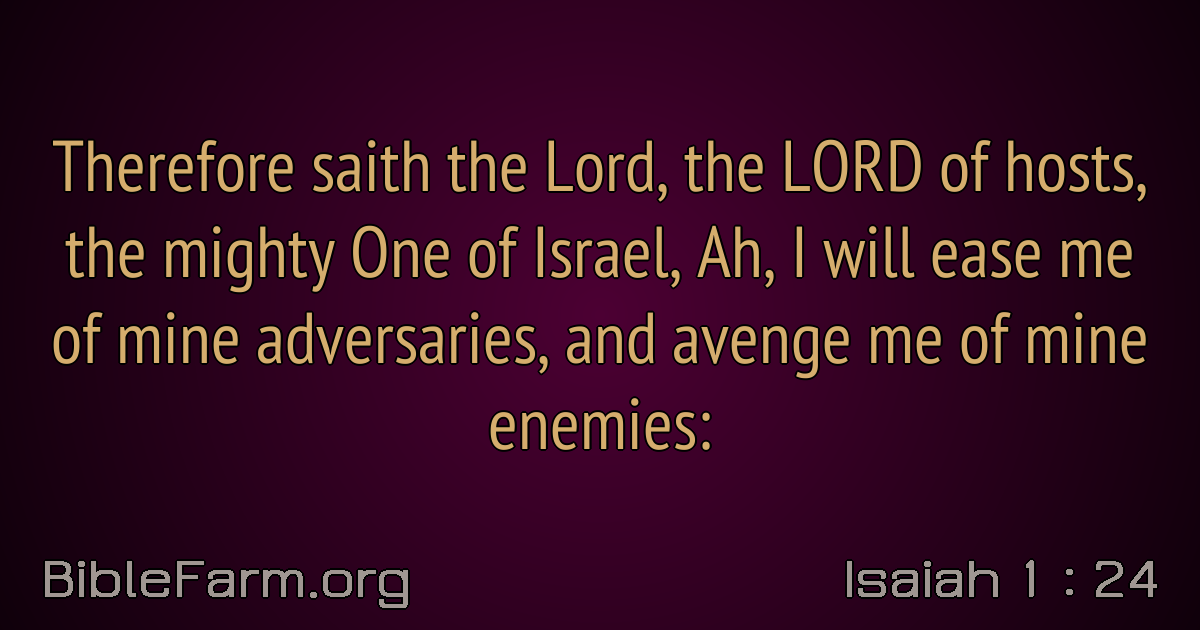 Therefore saith the Lord, the LORD of hosts,
the mighty One of Israel, Ah, I will ease me
of mine adversaries, and avenge me of mine
enemies:
BibleFarm.org
Isaiah 1 : 24